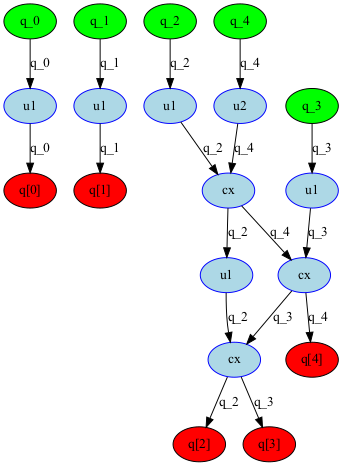 q_0 q_1 q_2 q_4
q_0 q_1 q_2 q_4
u1 u1 u1 u2 q_3
q_0 q_1 q_2 q_4 q_3
q[0] q[1] cx u1
q_2 q_4 q_3
u1 cx
q_2 q_3 q_4
cx q[4]
q_2 q_3
q[2] q[3]